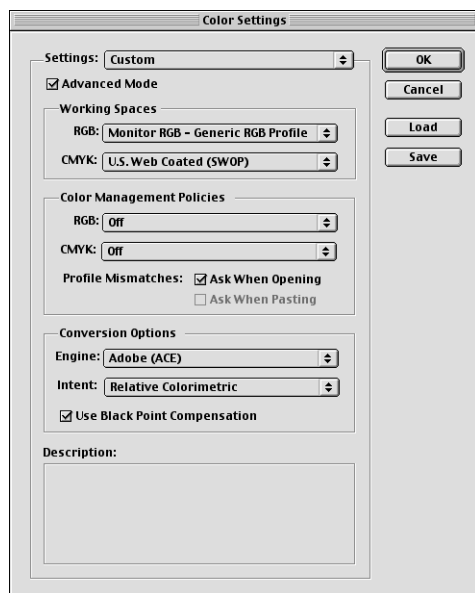 Color Settings
Settings: Custom
OK
Advanced Mode
Cancel
Working Spaces
RGB: Monitor RGB - Generic RGB Profile
Load
CMYK: U.S. Web Coated (SWOP)
Save
Color Management Policies
RGB: Off
CMYK: Off
Profile Mismatches: Ask When Opening
Ask When Pasting
Conversion Options
Engine: Adobe (ACE)
Intent: Relative Colorimetric
Use Black Point Compensation
Description: